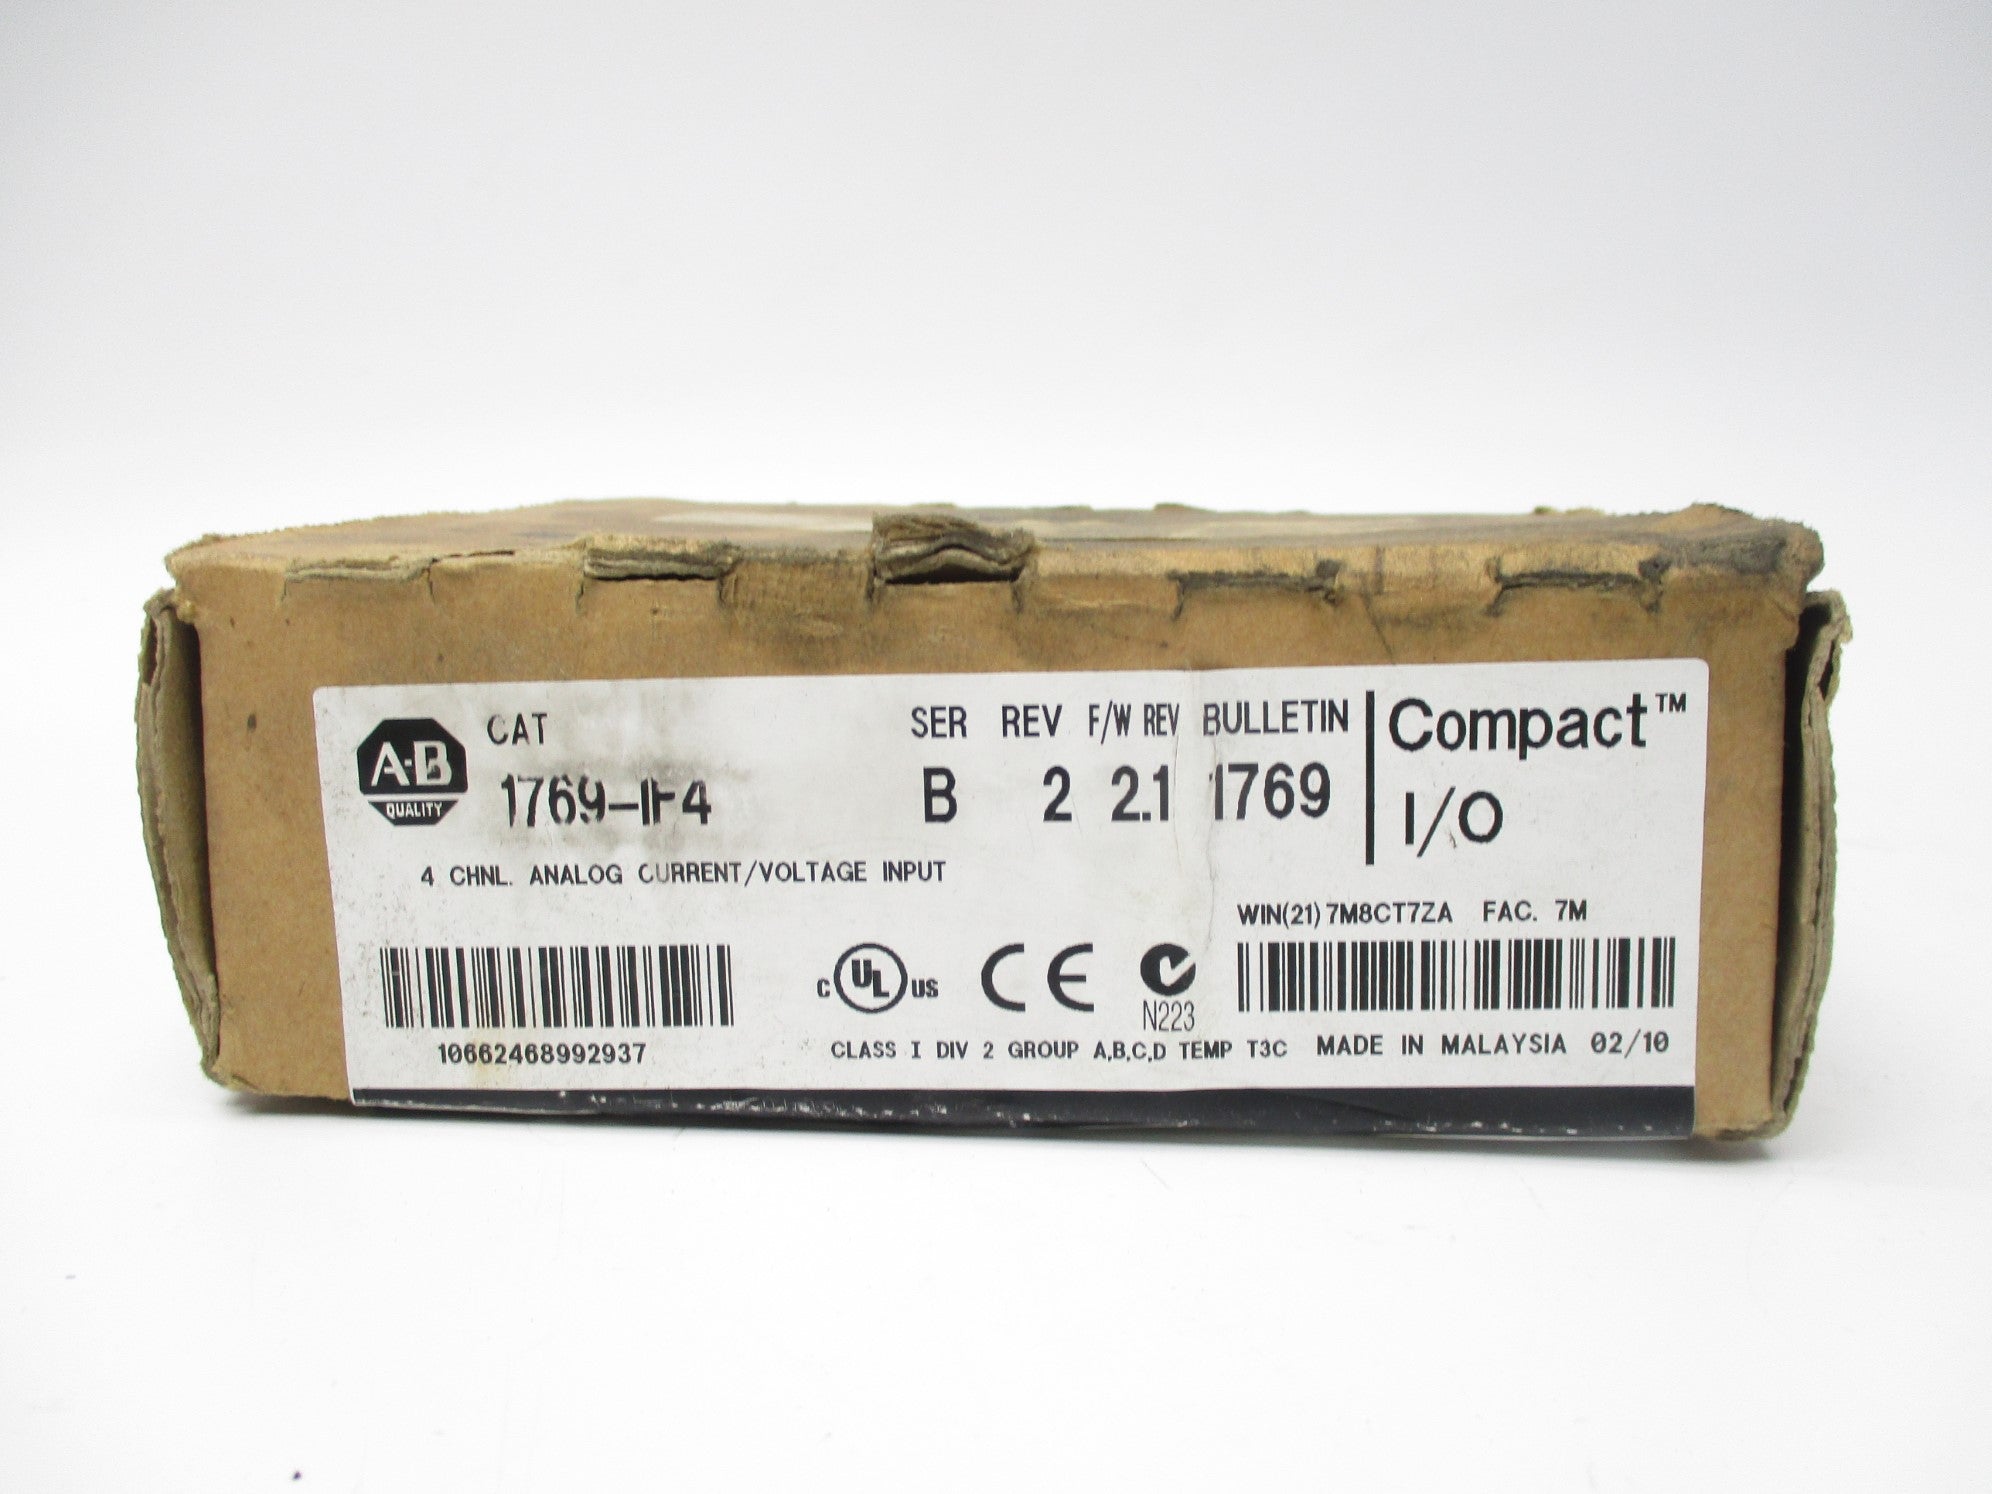 A-B
QUALITY
CAT SER REV F/W REV BULLETIN
1769-IF4 B 2 2.1 1769
Compact™
I/O
4 CHNL. ANALOG CURRENT/VOLTAGE INPUT
WIN(21)7M8CT7ZA FAC. 7M
C UL US CE
N223
10662468992937
CLASS I DIV 2 GROUP A,B,C,D TEMP T3C MADE IN MALAYSIA 02/10